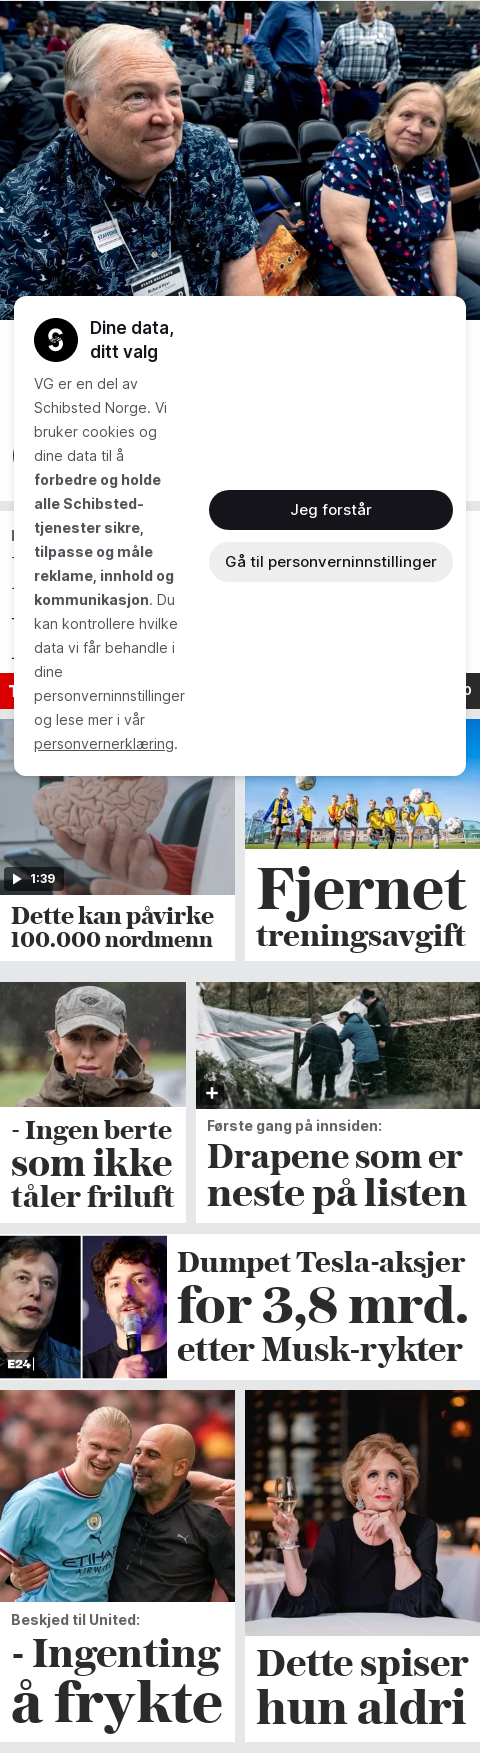 Dine data,
ditt valg
VG er en del av
Schibsted Norge. Vi
bruker cookies og
dine data til å
forbedre og holde
alle Schibsted-
tjenester sikre,
tilpasse og måle
reklame, innhold og
kommunikasjon. Du
kan kontrollere hvilke
data vi får behandle i
dine
personverninnstillinger
og lese mer i vår
personvernerklæring.
Jeg forstår
Gå til personverninnstillinger
1:39
Dette kan påvirke
100.000 nordmenn
Fjernet
treningsavgift
- Ingen berte
som ikke
tåler friluft
Første gang på innsiden:
Drapene som er
neste på listen
E24
Dumpet Tesla-aksjer
for 3,8 mrd.
etter Musk-rykter
ETIHAD
AIRWAYS
Beskjed til United:
- Ingenting
å frykte
Dette spiser
hun aldri